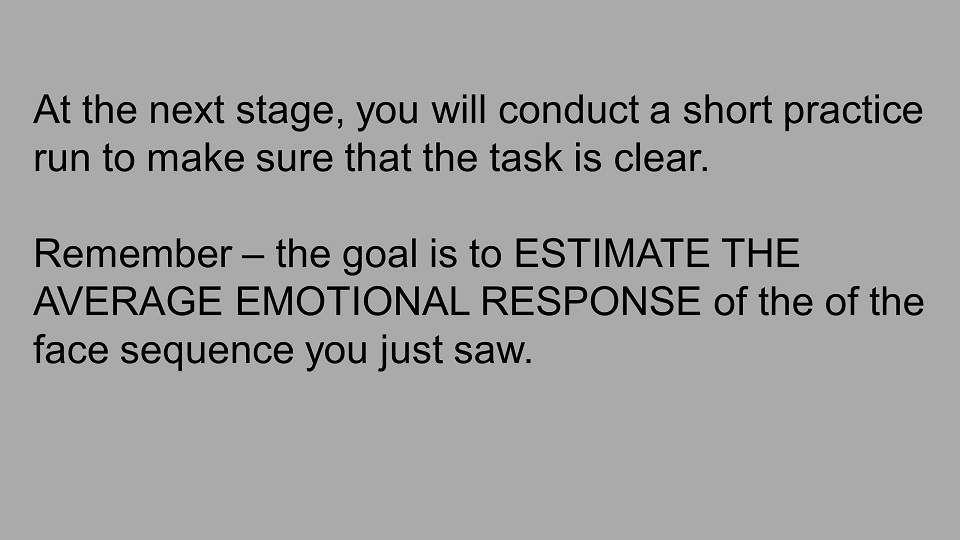 At the next stage, you will conduct a short practice
run to make sure that the task is clear.
Remember – the goal is to ESTIMATE THE
AVERAGE EMOTIONAL RESPONSE of the of the
face sequence you just saw.